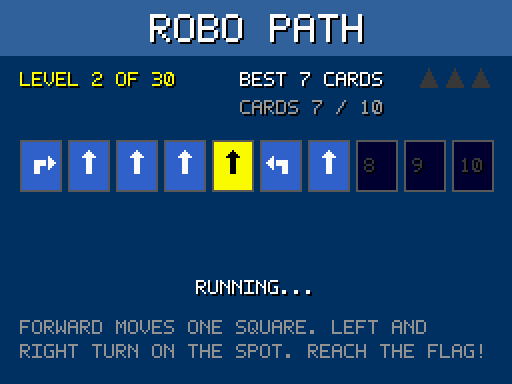 ROBO PATH
LEVEL 2 OF 30 BEST 7 CARDS
CARDS 7 / 10
8 9 10
RUNNING...
FORWARD MOVES ONE SQUARE. LEFT AND
RIGHT TURN ON THE SPOT. REACH THE FLAG!